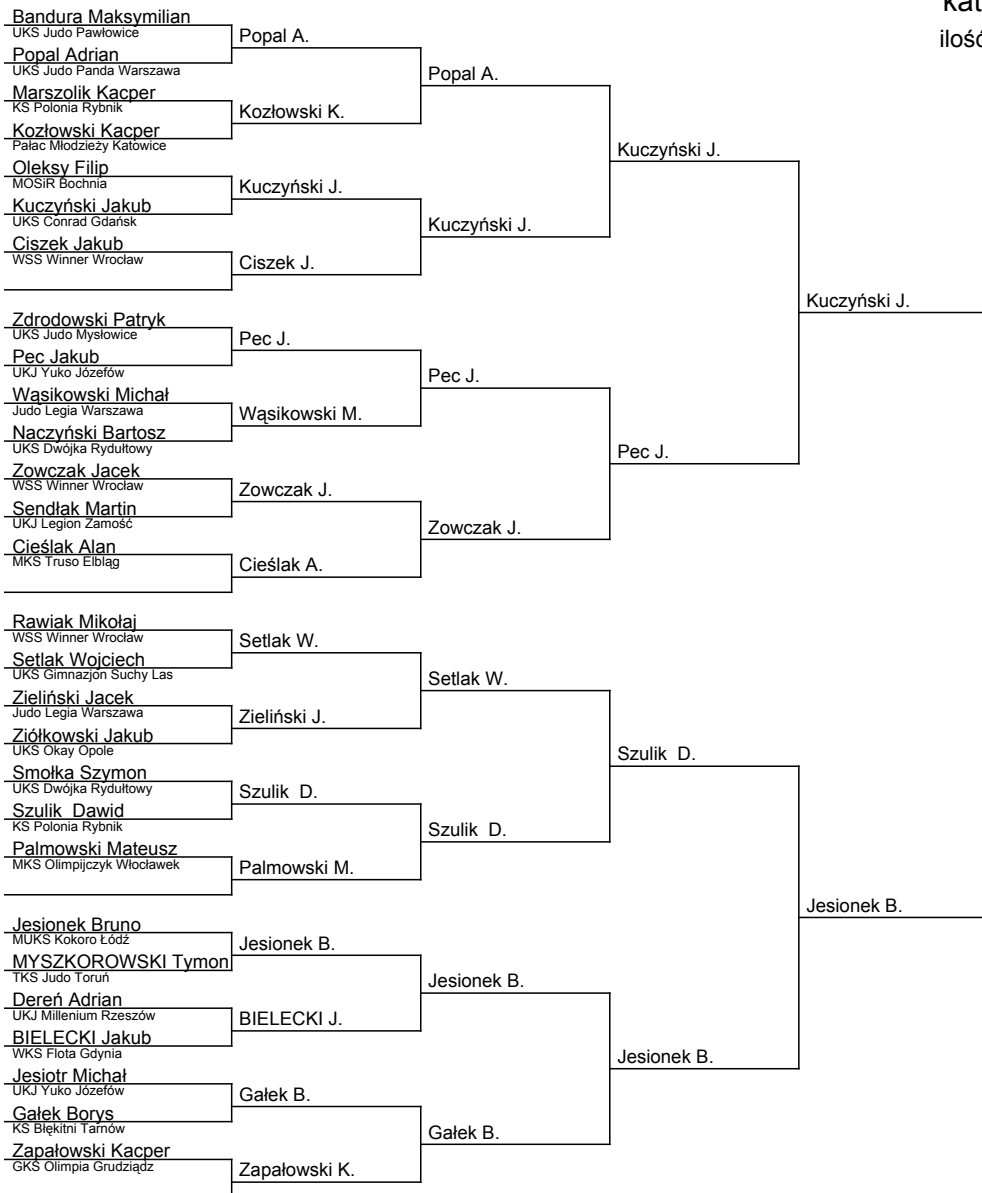 Bandura Maksymilian
UKS Judo Pawłowice
Popal Adrian
UKS Judo Panda Warszawa
Marszolik Kacper
KS Polonia Rybnik
Kozłowski Kacper
Pałac Młodzieży Katowice
Oleksy Filip
MOSiR Bochnia
Kuczyński Jakub
UKS Conrad Gdańsk
Ciszek Jakub
WSS Winner Wrocław
Zdrodowski Patryk
UKS Judo Mysłowice
Pec Jakub
UKJ Yuko Józefów
Wąsikowski Michał
Judo Legia Warszawa
Naczyński Bartosz
UKS Dwójka Rydułtowy
Zowczak Jacek
WSS Winner Wrocław
Sendłak Martin
UKJ Legion Zamość
Cieślak Alan
MKS Truso Elbląg
Rawiak Mikołaj
WSS Winner Wrocław
Setlak Wojciech
UKS Gimnazjon Suchy Las
Zieliński Jacek
Judo Legia Warszawa
Ziółkowski Jakub
UKS Okay Opole
Smołka Szymon
UKS Dwójka Rydułtowy
Szulik  Dawid
KS Polonia Rybnik
Palmowski Mateusz
MKS Olimpijczyk Włocławek
Jesionek Bruno
MUKS Kokoro Łódź
MYSZKOROWSKI Tymon
TKS Judo Toruń
Dereń Adrian
UKJ Millenium Rzeszów
BIELECKI Jakub
WKS Flota Gdynia
Jesiotr Michał
UKJ Yuko Józefów
Gałek Borys
KS Błękitni Tarnów
Zapałowski Kacper
GKS Olimpia Grudziądz
Popal A.
Kozłowski K.
Kuczyński J.
Ciszek J.
Pec J.
Wąsikowski M.
Zowczak J.
Cieślak A.
Setlak W.
Zieliński J.
Szulik  D.
Palmowski M.
Jesionek B.
BIELECKI J.
Gałek B.
Zapałowski K.
Popal A.
Kuczyński J.
Pec J.
Zowczak J.
Setlak W.
Szulik  D.
Jesionek B.
Gałek B.
Kuczyński J.
Pec J.
Szulik  D.
Jesionek B.
Kuczyński J.
Jesionek B.
kat
ilość